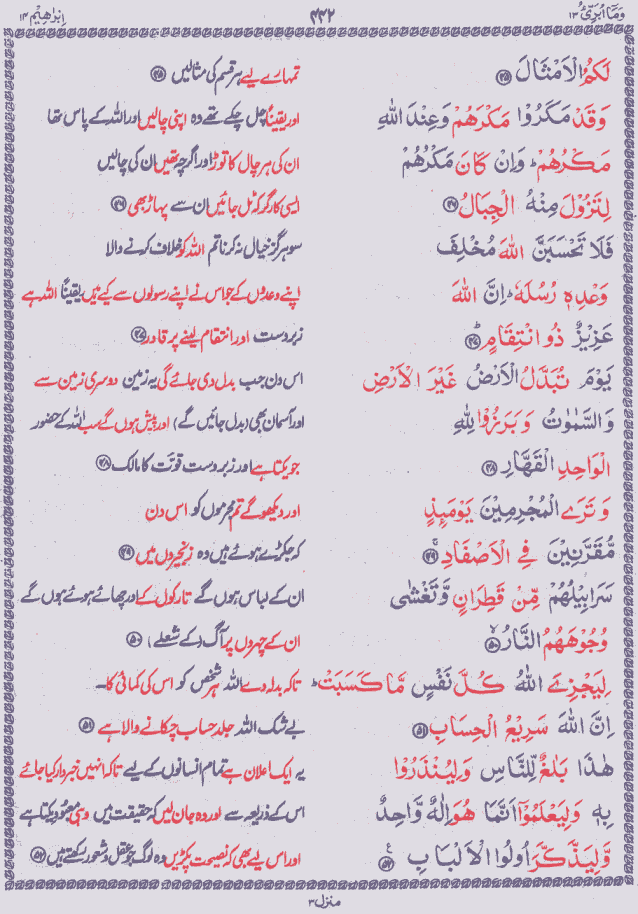 وَمَاۤ اُبَرِّئُ ۱۳ ۳۳۲ اِبْرٰهِیْم ۱۴
لَكُمُ الْاَمْثَالَ ﴿۴۵﴾ تمہارے لیے ہر قسم کی مثالیں ﴿۴۵﴾
وَقَدْ مَكَرُوْا مَكْرَهُمْ وَعِنْدَ اللّٰهِ اور یقیناً چل چکے تھے وہ اپنی چالیں اور اللہ کے پاس تھا
مَكْرُهُمْ ؕ وَاِنْ كَانَ مَكْرُهُمْ ان کی ہر چال کا توڑ اور اگرچہ تھیں ان کی چالیں
لِتَزُوْلَ مِنْهُ الْجِبَالُ ﴿۴۶﴾ ایسی کارگر کہ ٹل جائیں ان سے پہاڑ بھی ﴿۴۶﴾
فَلَا تَحْسَبَنَّ اللّٰهَ مُخْلِفَ سو ہرگز خیال نہ کرنا تم اللہ کو خلاف کرنے والا
وَعْدِهٖ رُسُلَهٗ ؕ اِنَّ اللّٰهَ اپنے وعدوں کے جو اس نے اپنے رسولوں سے کیے ہیں یقیناً اللہ ہے
عَزِيْزٌ ذُو انْتِقَامٍ ﴿۴۷﴾ زبردست اور انتقام لینے پر قادر ﴿۴۷﴾
يَوْمَ تُبَدَّلُ الْاَرْضُ غَيْرَ الْاَرْضِ اس دن جب بدل دی جائے گی یہ زمین دوسری زمین سے
وَالسَّمٰوٰتُ وَبَرَزُوْا لِلّٰهِ اور آسمان بھی (بدل جائیں گے) اور پیش ہوں گے سب اللہ کے حضور
الْوَاحِدِ الْقَهَّارِ ﴿۴۸﴾ جو یکتا ہے اور زبردست قوت کا مالک ﴿۴۸﴾
وَتَرَى الْمُجْرِمِيْنَ يَوْمَىِٕذٍ اور دیکھو گے تم مجرموں کو اس دن
مُّقَرَّنِيْنَ فِی الْاَصْفَادِ ﴿۴۹﴾ کہ جکڑے ہوئے ہیں وہ زنجیروں میں ﴿۴۹﴾
سَرَابِيْلُهُمْ مِّنْ قَطِرَانٍ وَّتَغْشٰى ان کے لباس ہوں گے تارکول کے اور چھائے ہوئے ہوں گے
وُجُوْهَهُمُ النَّارُ ﴿۵۰﴾ ان کے چہروں پر آگ (کے شعلے) ﴿۵۰﴾
لِيَجْزِیَ اللّٰهُ كُلَّ نَفْسٍ مَّا كَسَبَتْ ؕ تاکہ بدلہ دے اللہ ہر شخص کو اس کی کمائی کا۔
اِنَّ اللّٰهَ سَرِيْعُ الْحِسَابِ ﴿۵۱﴾ بے شک اللہ جلد حساب چکانے والا ہے ﴿۵۱﴾
هٰذَا بَلٰغٌ لِّلنَّاسِ وَلِيُنْذَرُوْا یہ ایک اعلان ہے تمام انسانوں کے لیے تاکہ انہیں خبردار کیا جائے
بِهٖ وَلِيَعْلَمُوْۤا اَنَّمَا هُوَ اِلٰهٌ وَّاحِدٌ اس کے ذریعہ سے اور وہ جان لیں کہ حقیقت میں وہی معبود یکتا ہے
وَّلِيَذَّكَّرَ اُولُوا الْاَلْبَابِ ﴿۵۲﴾ اور اس لیے بھی کہ نصیحت پکڑیں وہ لوگ جو عقل و شعور رکھتے ہیں ﴿۵۲﴾
منزل ۳